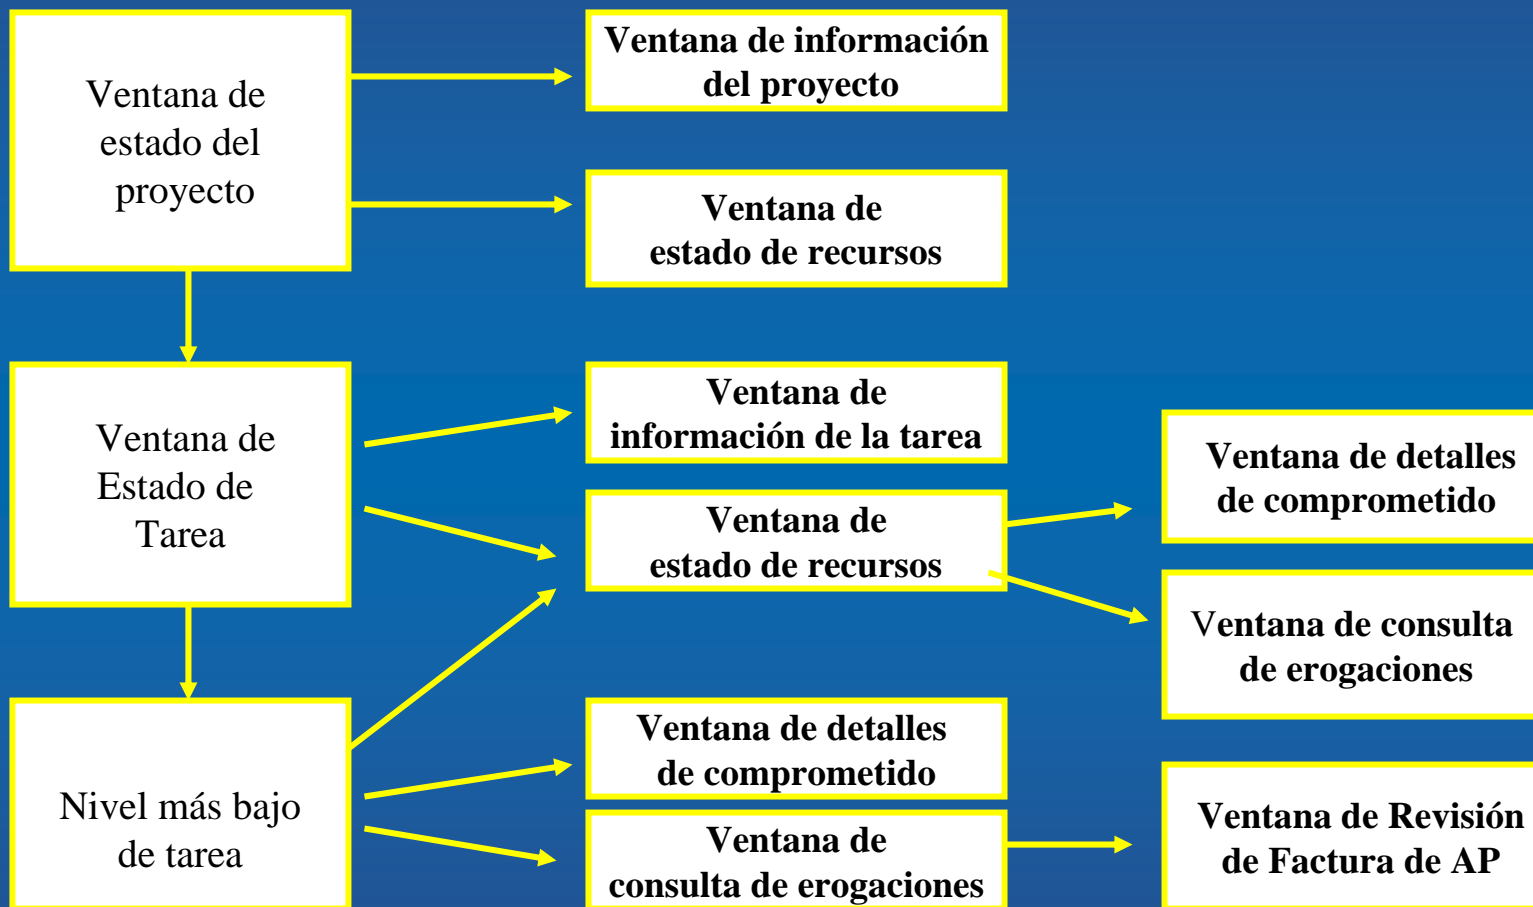 Ventana de
estado del
proyecto
Ventana de información
del proyecto
Ventana de
estado de recursos
Ventana de
Estado de
Tarea
Ventana de
información de la tarea
Ventana de
estado de recursos
Ventana de detalles
de comprometido
Ventana de consulta
de erogaciones
Nivel más bajo
de tarea
Ventana de detalles
de comprometido
Ventana de
consulta de erogaciones
Ventana de Revisión
de Factura de AP